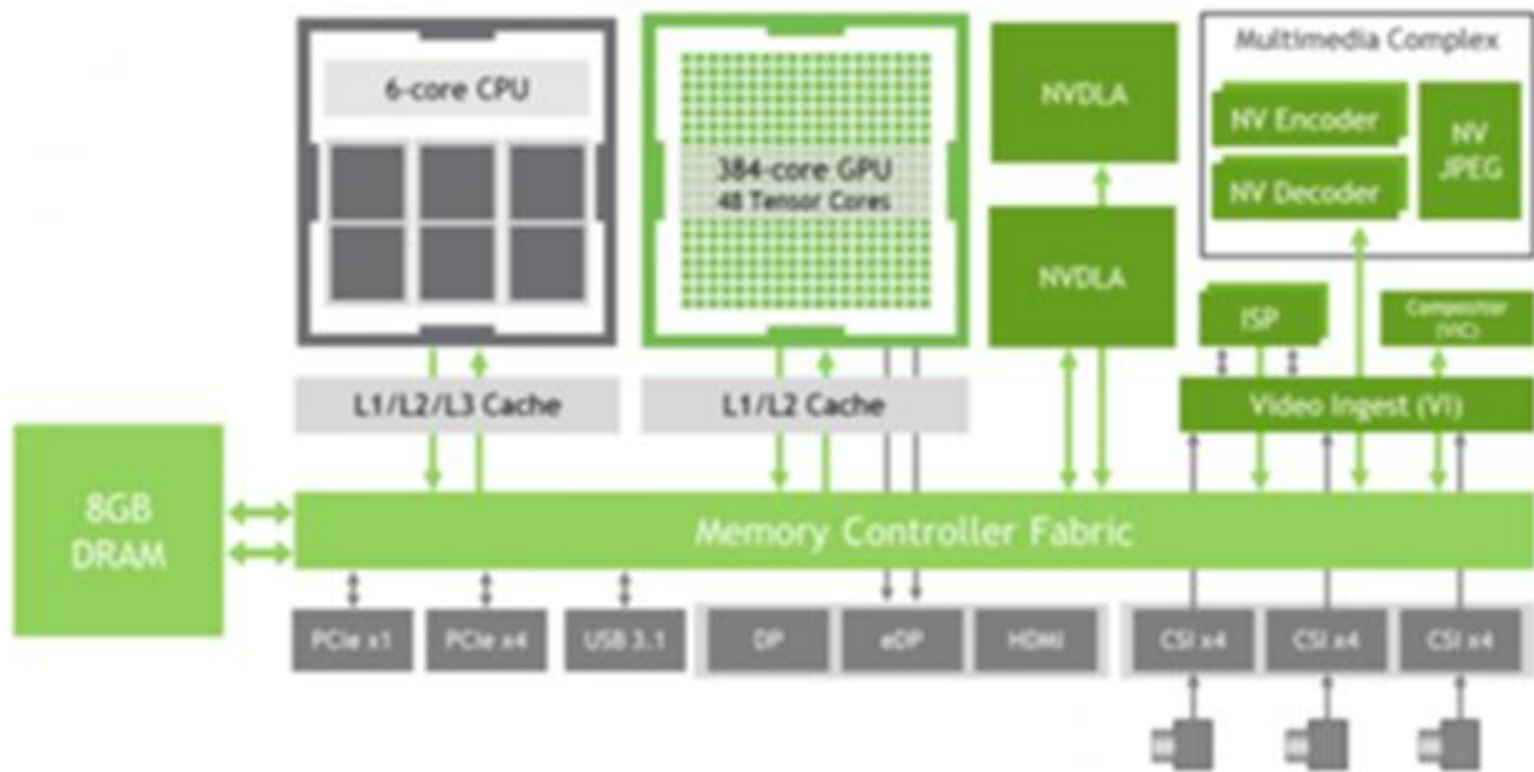 6-core CPU
384-core GPU
48 Tensor Cores
NVDLA
NVDLA
Multimedia Complex
NV Encoder
NV Decoder
NV
JPEG
ISP
Compositor
(VIC)
L1/L2/L3 Cache
L1/L2 Cache
Video Ingest (VI)
8GB
DRAM
Memory Controller Fabric
PCIe x1
PCIe x4
USB 3.1
DP
eDP
HDMI
CSI x4
CSI x4
CSI x4